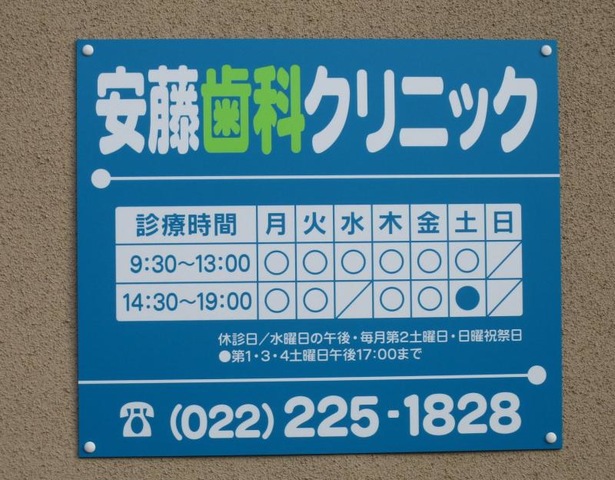 安藤歯科クリニック
診療時間 月 火 水 木 金 土 日
9:30～13:00 ○ ○ ○ ○ ○ ○ ／
14:30～19:00 ○ ○ ／ ○ ○ ● ／
休診日／水曜日の午後・毎月第2土曜日・日曜祝祭日
●第1・3・4土曜日午後17:00まで
☎ (022) 225-1828